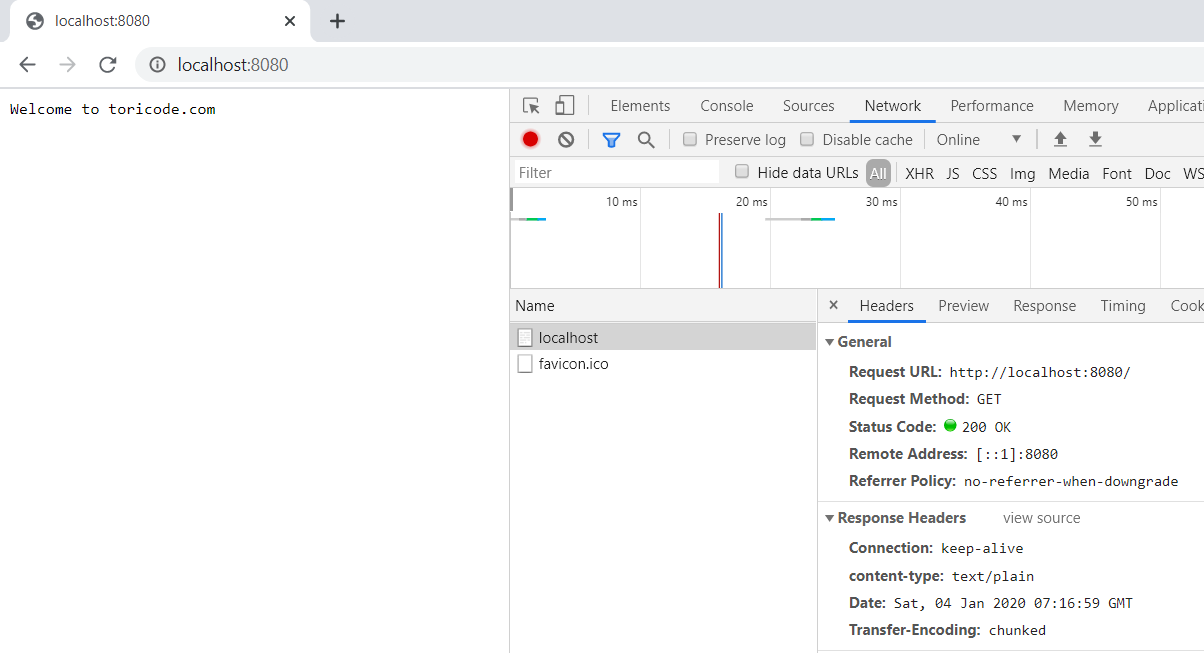 localhost:8080
localhost:8080
Welcome to toricode.com
Elements Console Sources Network Performance Memory Applicati
Preserve log Disable cache Online
Filter Hide data URLs All XHR JS CSS Img Media Font Doc WS
10 ms 20 ms 30 ms 40 ms 50 ms
Name
localhost
favicon.ico
Headers Preview Response Timing Cook
General
Request URL: http://localhost:8080/
Request Method: GET
Status Code: 200 OK
Remote Address: [::1]:8080
Referrer Policy: no-referrer-when-downgrade
Response Headers view source
Connection: keep-alive
content-type: text/plain
Date: Sat, 04 Jan 2020 07:16:59 GMT
Transfer-Encoding: chunked